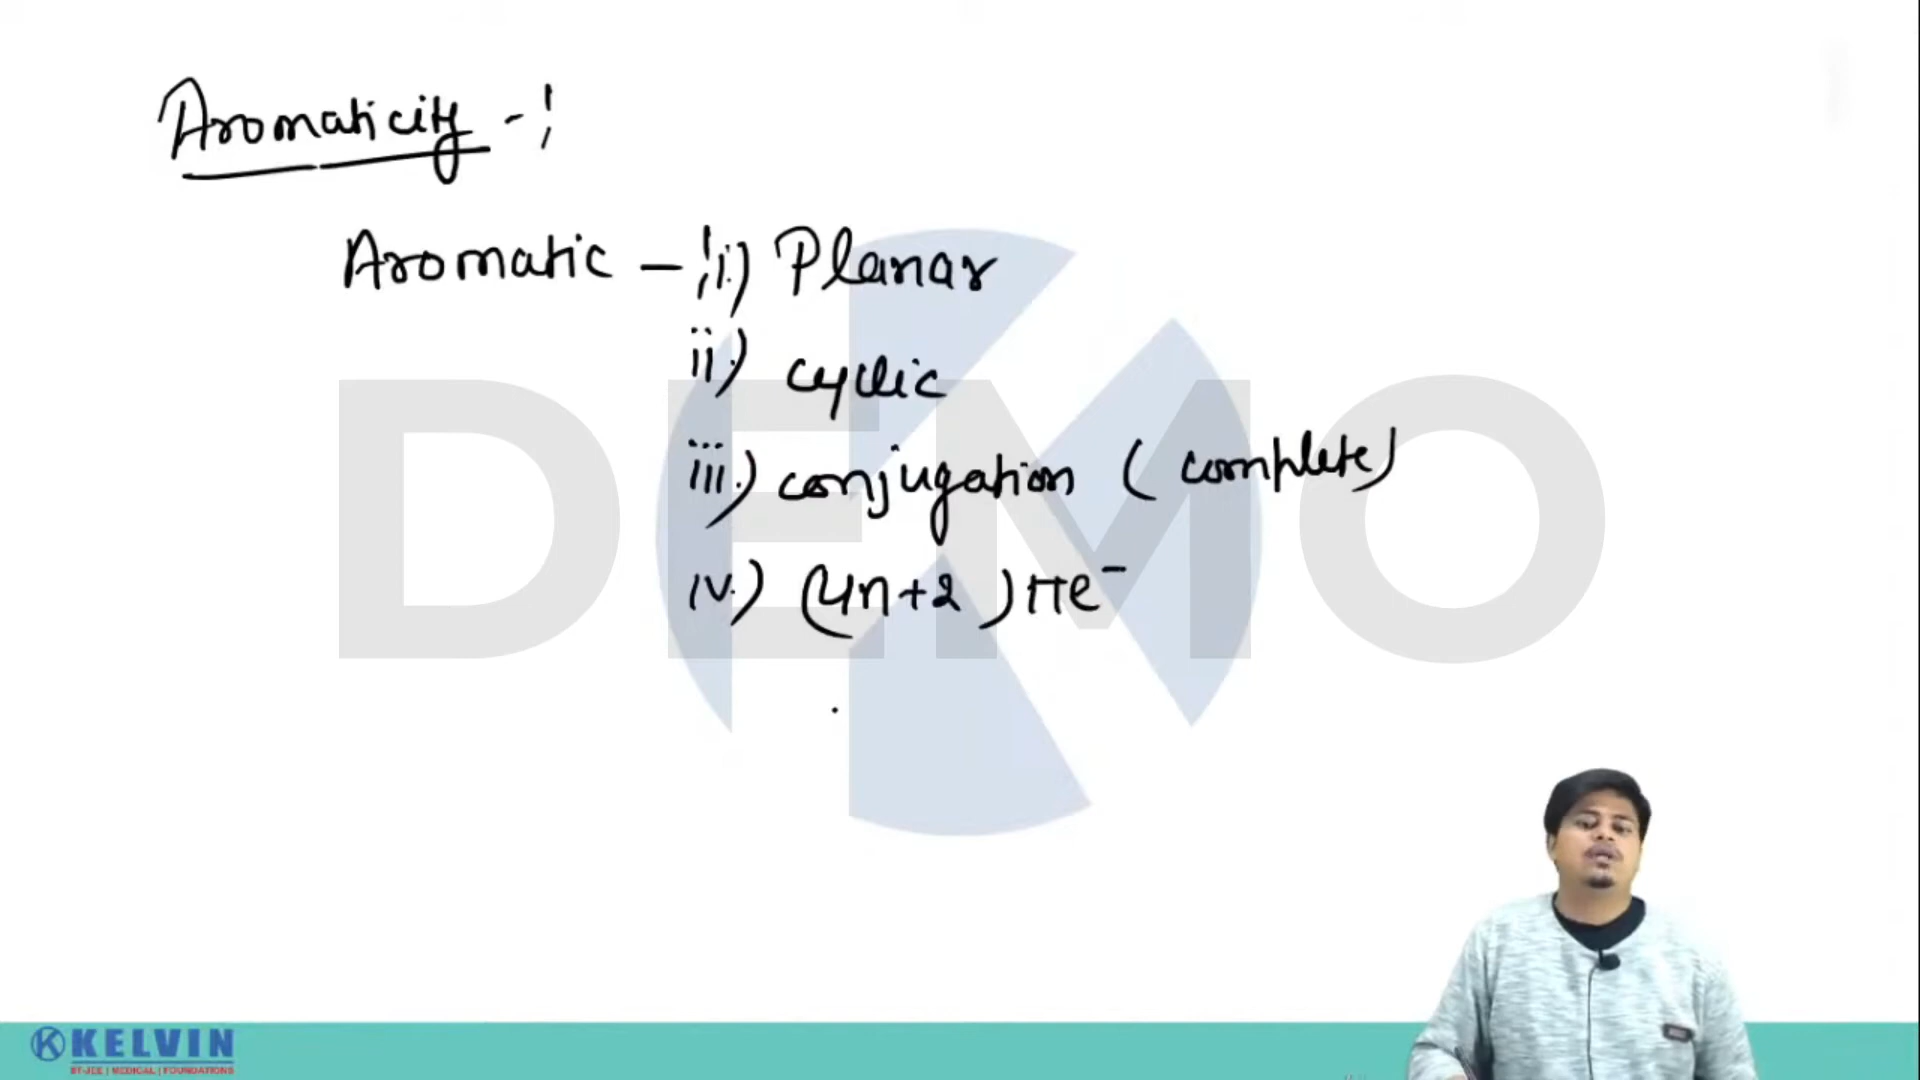 Aromaticity -:
Aromatic -: i.) Planar
ii.) cyclic
iii.) conjugation (complete)
iv.) (4n+2) πe⁻
DEMO
KELVIN
IIT-JEE | MEDICAL | FOUNDATIONS